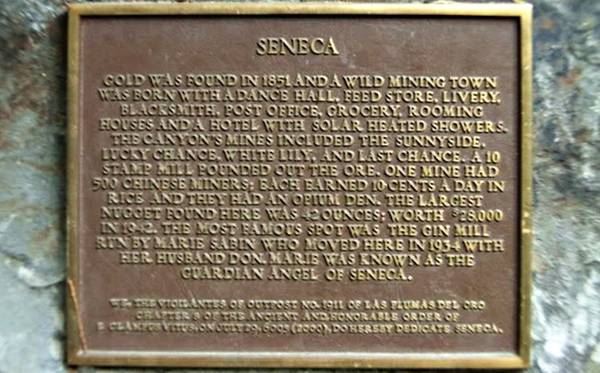 SENECA
GOLD WAS FOUND IN 1851 AND A WILD MINING TOWN
WAS BORN WITH A DANCE HALL, FEED STORE, LIVERY,
BLACKSMITH, POST OFFICE, GROCERY, ROOMING
HOUSES AND A HOTEL WITH SOLAR HEATED SHOWERS.
THE CANYON'S MINES INCLUDED THE SUNNYSIDE,
LUCKY CHANCE, WHITE LILY, AND LAST CHANCE. A 10
STAMP MILL POUNDED OUT THE ORE. ONE MINE HAD
500 CHINESE MINERS; EACH EARNED 10 CENTS A DAY IN
RICE AND THEY HAD AN OPIUM DEN. THE LARGEST
NUGGET FOUND HERE WAS 42 OUNCES; WORTH $28,000
IN 1942. THE MOST FAMOUS SPOT WAS THE GIN MILL
RUN BY MARIE SABIN WHO MOVED HERE IN 1934 WITH
HER HUSBAND DON. MARIE WAS KNOWN AS THE
GUARDIAN ANGEL OF SENECA.
WE, THE VIGILANTES OF OUTPOST NO. 1911 OF LAS PLUMAS DEL ORO
CHAPTER 8 OF THE ANCIENT AND HONORABLE ORDER OF
E CLAMPUS VITUS, ON JULY 29, 6005 (2000), DO HEREBY DEDICATE SENECA.